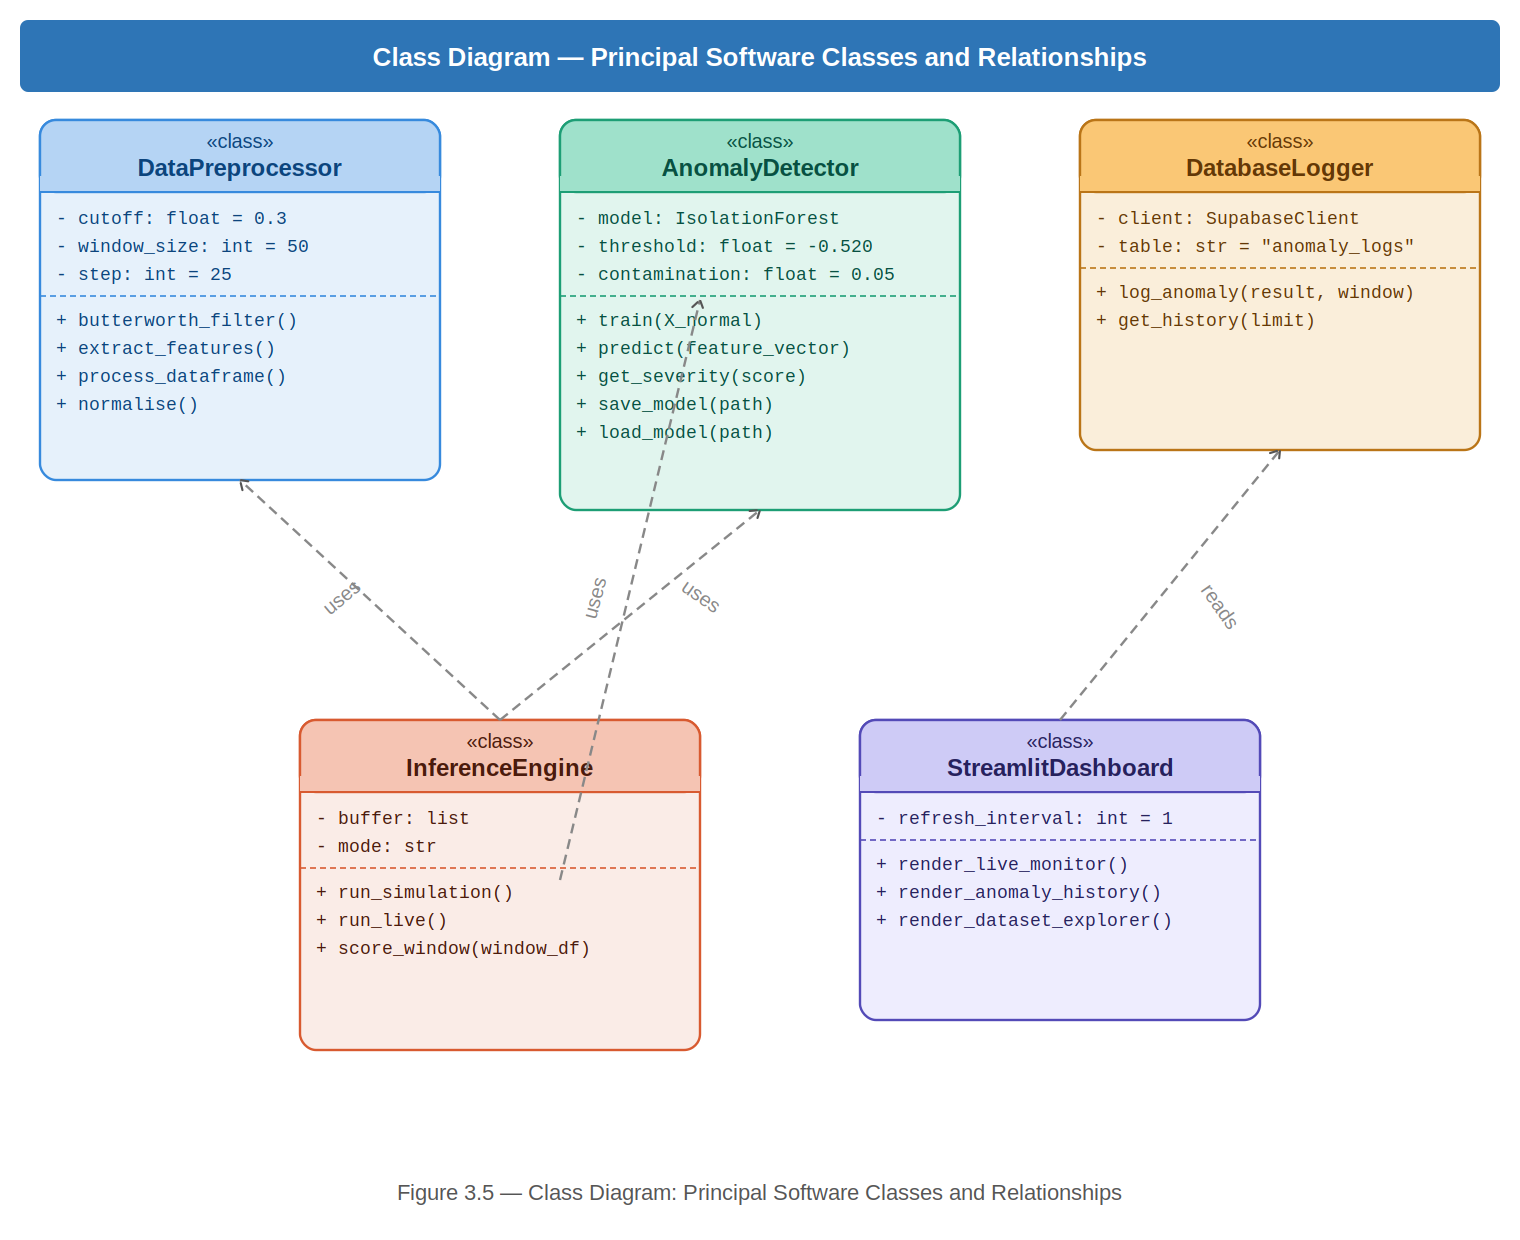 Class Diagram — Principal Software Classes and Relationships
«class»
DataPreprocessor
- cutoff: float = 0.3
- window_size: int = 50
- step: int = 25
+ butterworth_filter()
+ extract_features()
+ process_dataframe()
+ normalise()
«class»
AnomalyDetector
- model: IsolationForest
- threshold: float = -0.520
- contamination: float = 0.05
+ train(X_normal)
+ predict(feature_vector)
+ get_severity(score)
+ save_model(path)
+ load_model(path)
«class»
DatabaseLogger
- client: SupabaseClient
- table: str = "anomaly_logs"
+ log_anomaly(result, window)
+ get_history(limit)
uses
uses
uses
reads
«class»
InferenceEngine
- buffer: list
- mode: str
+ run_simulation()
+ run_live()
+ score_window(window_df)
«class»
StreamlitDashboard
- refresh_interval: int = 1
+ render_live_monitor()
+ render_anomaly_history()
+ render_dataset_explorer()
Figure 3.5 — Class Diagram: Principal Software Classes and Relationships